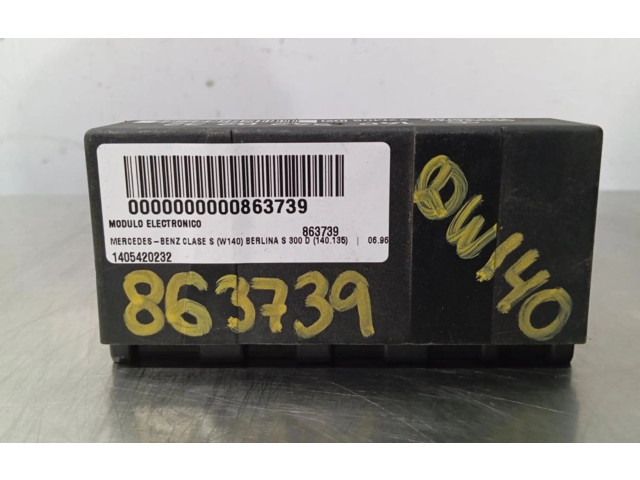 0000000000863739
MODULO ELECTRONICO
863739
MERCEDES-BENZ CLASE S (W140) BERLINA S 300 D (140.135) | 06.96
1405420232
863739
W140